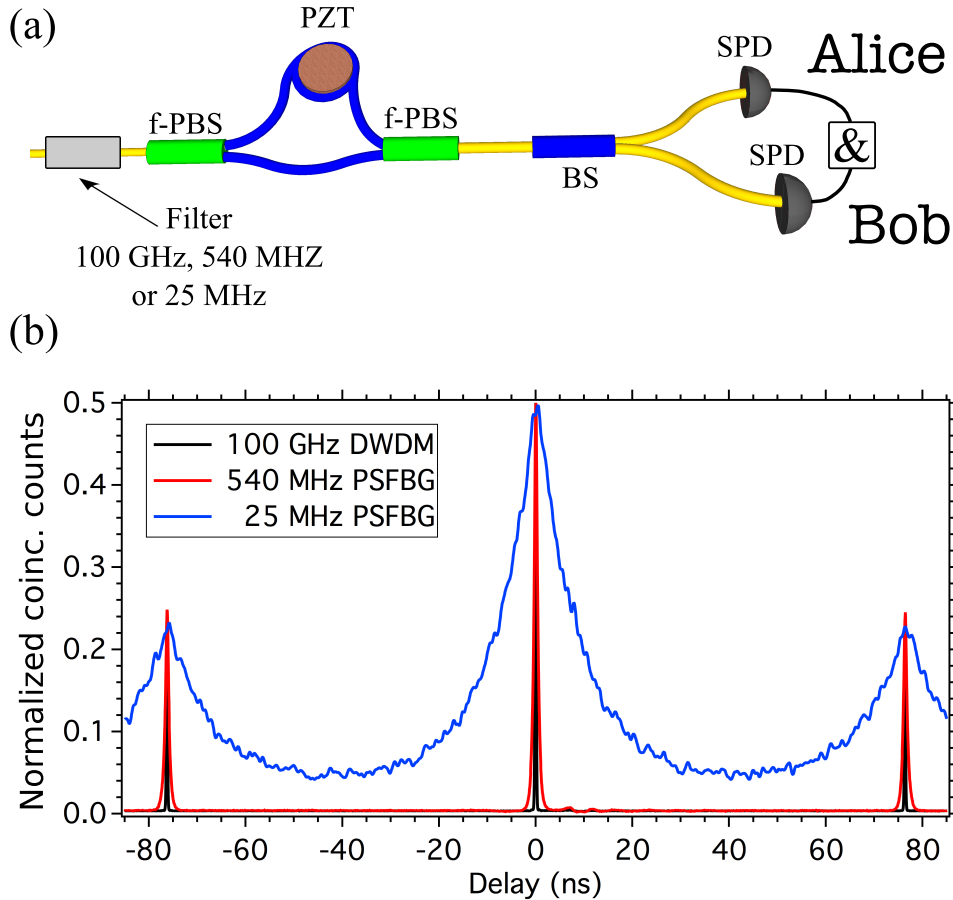 (a)
PZT
f-PBS
f-PBS
SPD
Alice
&
SPD
BS
Bob
Filter
100 GHz, 540 MHZ
or 25 MHz
(b)
Normalized coinc. counts
0.5
0.4
0.3
0.2
0.1
0.0
100 GHz DWDM
540 MHz PSFBG
25 MHz PSFBG
-80 -60 -40 -20 0 20 40 60 80
Delay (ns)